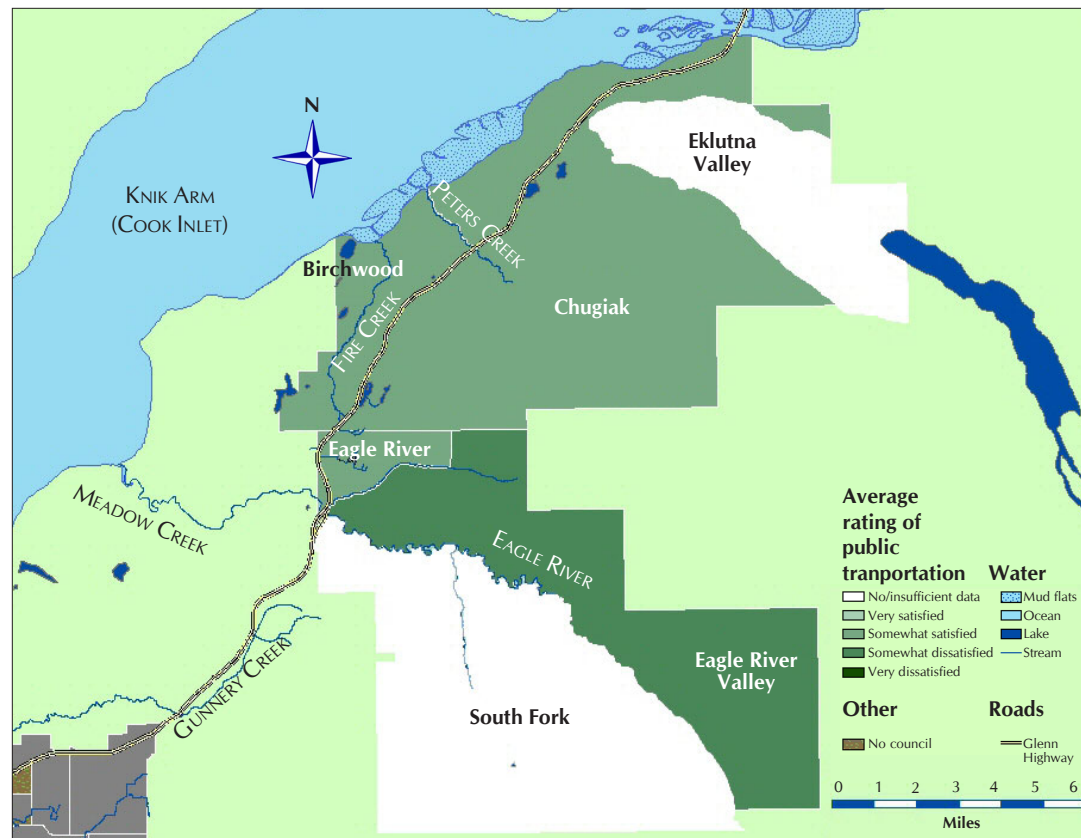 N
Eklutna
Valley
KNIK ARM
(COOK INLET)
PETERS CREEK
Birchwood
Chugiak
FIRE CREEK
Eagle River
MEADOW CREEK
EAGLE RIVER
GUNNERY CREEK
South Fork
Eagle River
Valley
Average
rating of
public
tranportation
No/insufficient data
Very satisfied
Somewhat satisfied
Somewhat dissatisfied
Very dissatisfied
Water
Mud flats
Ocean
Lake
Stream
Other
No council
Roads
Glenn
Highway
0 1 2 3 4 5 6
Miles